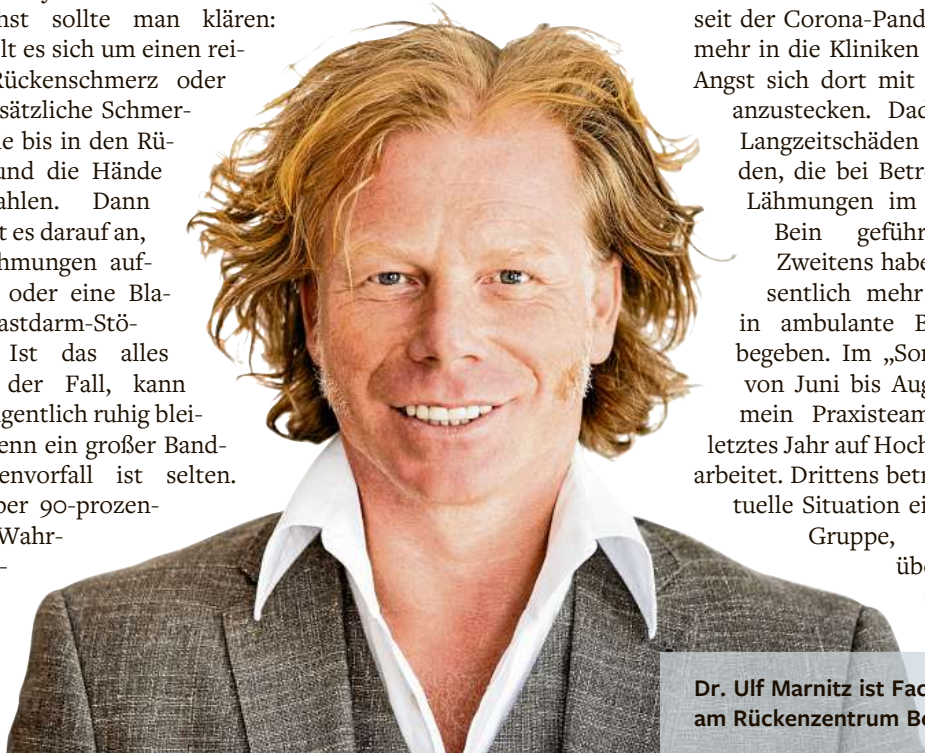 hst sollte man klären:
lt es sich um einen rei-
Rückenschmerz oder
sätzliche Schmer-
e bis in den Rü-
und die Hände
ahlen. Dann
t es darauf an,
hmungen auf-
oder eine Bla-
astdarm-Stö-
Ist das alles
der Fall, kann
gentlich ruhig blei-
enn ein großer Band-
envorfall ist selten.
ber 90-prozen-
Wahr-
seit der Corona-Pand
mehr in die Kliniken
Angst sich dort mit
anzustecken. Dad
Langzeitschäden
den, die bei Betr
Lähmungen im
Bein geführ
Zweitens habe
sentlich mehr
in ambulante B
begeben. Im „Son
von Juni bis Aug
mein Praxisteam
letztes Jahr auf Hoch
arbeitet. Drittens betr
tuelle Situation ei
Gruppe,
üb
Dr. Ulf Marnitz ist Fac
am Rückenzentrum Be